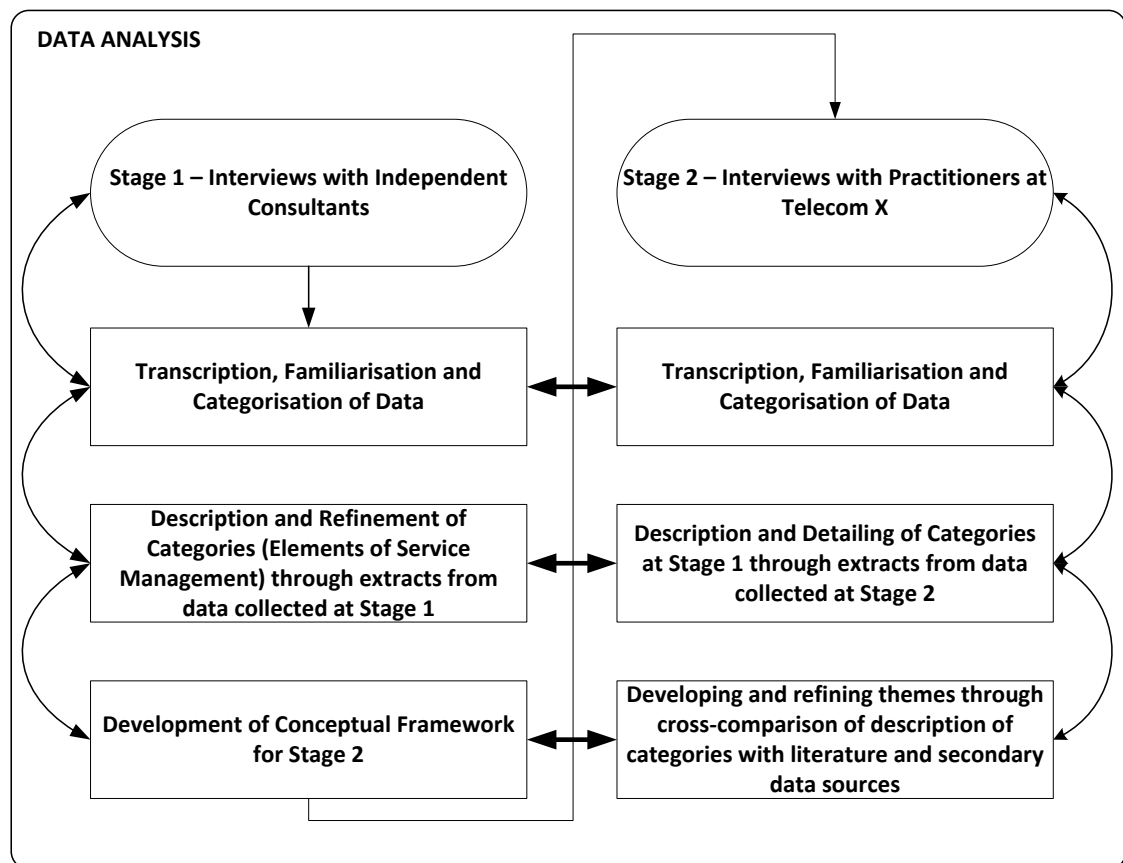 DATA ANALYSIS
Stage 1 – Interviews with Independent
Consultants
Transcription, Familiarisation and
Categorisation of Data
Description and Refinement of
Categories (Elements of Service
Management) through extracts from
data collected at Stage 1
Development of Conceptual Framework
for Stage 2
Stage 2 – Interviews with Practitioners at
Telecom X
Transcription, Familiarisation and
Categorisation of Data
Description and Detailing of Categories
at Stage 1 through extracts from data
collected at Stage 2
Developing and refining themes through
cross-comparison of description of
categories with literature and secondary
data sources